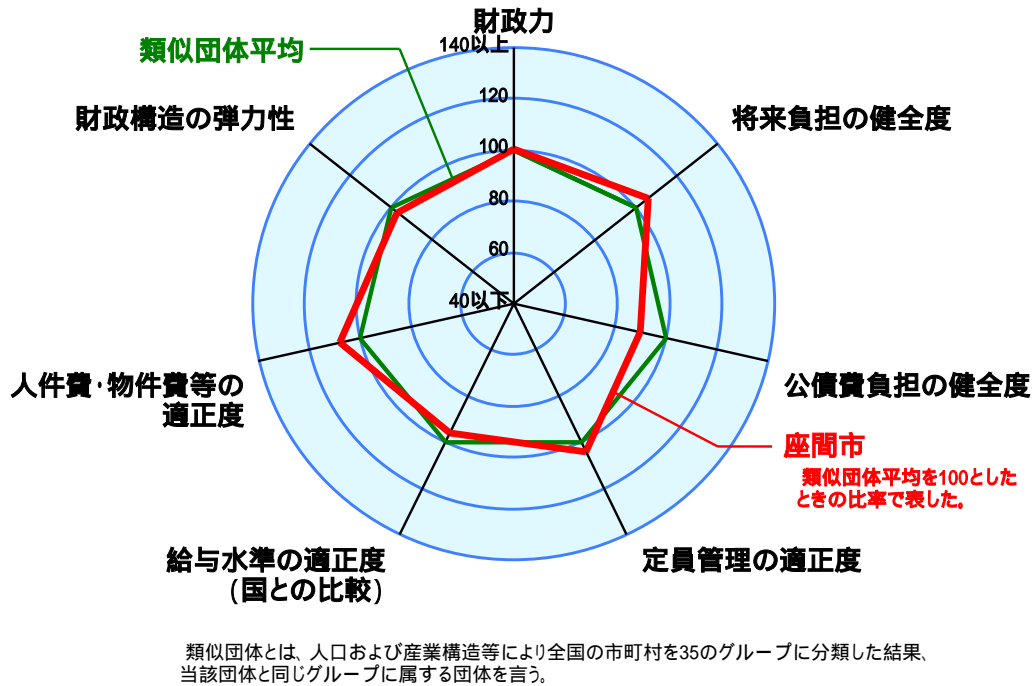 財政力
140以上
類似団体平均
120
財政構造の弾力性
将来負担の健全度
100
80
60
40以下
人件費・物件費等の
適正度
公債費負担の健全度
座間市
類似団体平均を100とした
ときの比率で表した。
給与水準の適正度
(国との比較)
定員管理の適正度
類似団体とは、人口および産業構造等により全国の市町村を35のグループに分類した結果、
当該団体と同じグループに属する団体を言う。